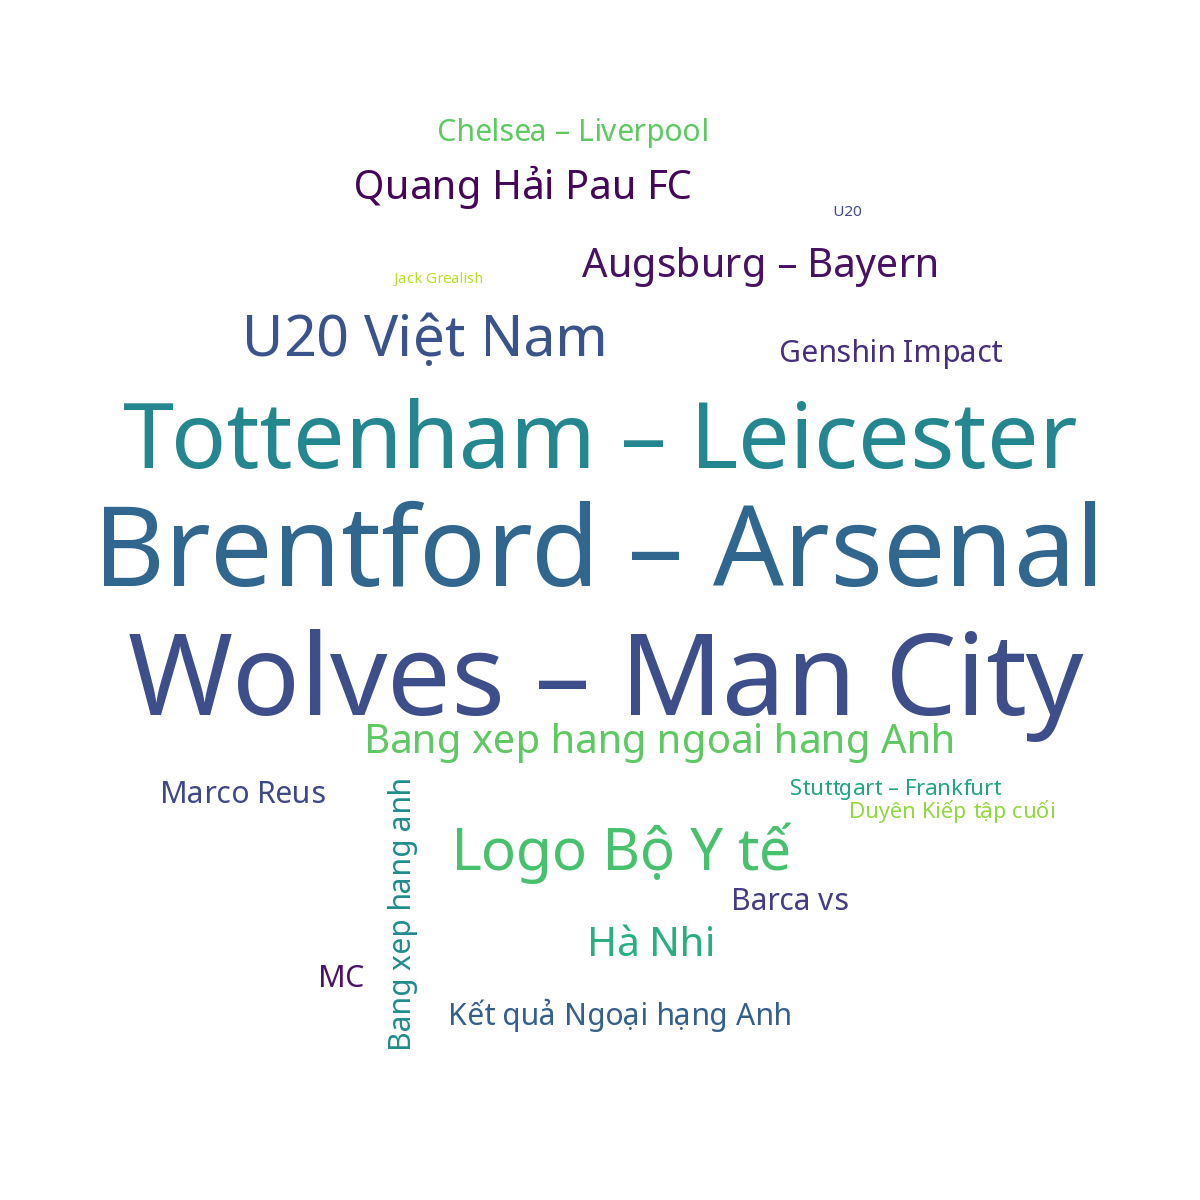 Chelsea – Liverpool
Quang Hải Pau FC
U20
Augsburg – Bayern
Jack Grealish
U20 Việt Nam
Genshin Impact
Tottenham – Leicester
Brentford – Arsenal
Wolves – Man City
Bang xep hang ngoai hang Anh
Marco Reus
Bang xep hang anh
Stuttgart – Frankfurt
Duyên Kiếp tập cuối
Logo Bộ Y tế
Barca vs
Hà Nhi
MC
Kết quả Ngoại hạng Anh